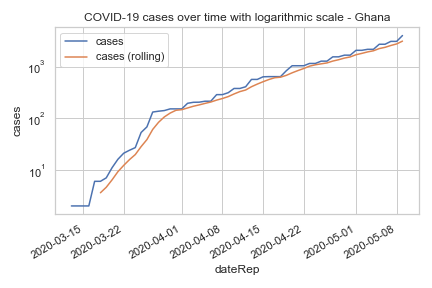 COVID-19 cases over time with logarithmic scale - Ghana
cases
cases (rolling)
10³
10²
10¹
cases
2020-03-15
2020-03-22
2020-04-01
2020-04-08
2020-04-15
2020-04-22
2020-05-01
2020-05-08
dateRep